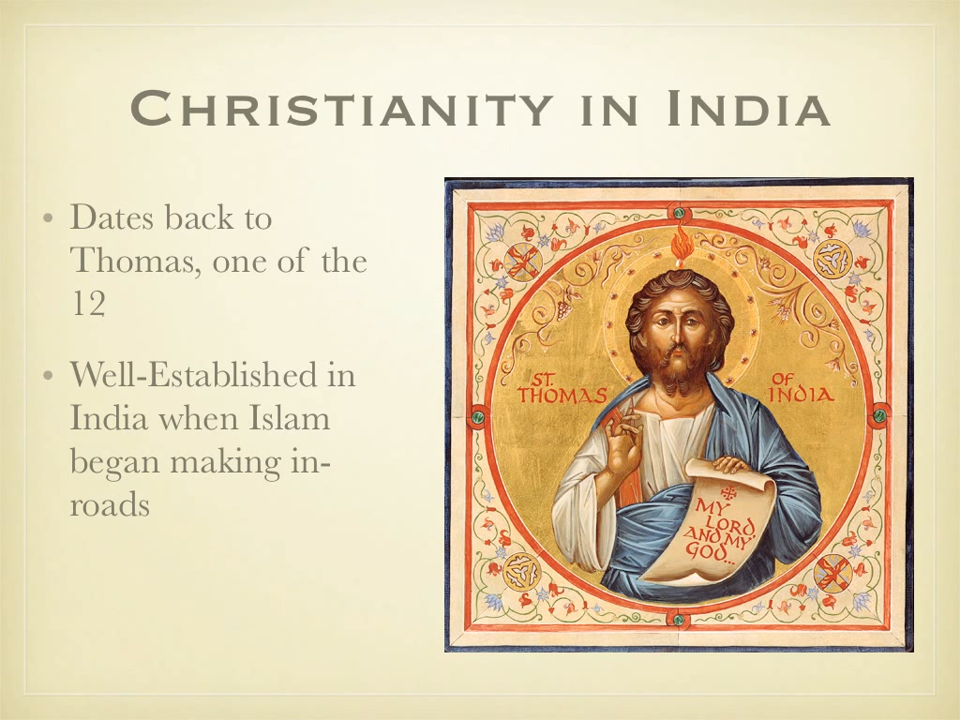 Christianity in India
• Dates back to
Thomas, one of the
12
• Well-Established in
India when Islam
began making in-
roads
ST. THOMAS
OF INDIA
MY
LORD
AND MY
GOD...